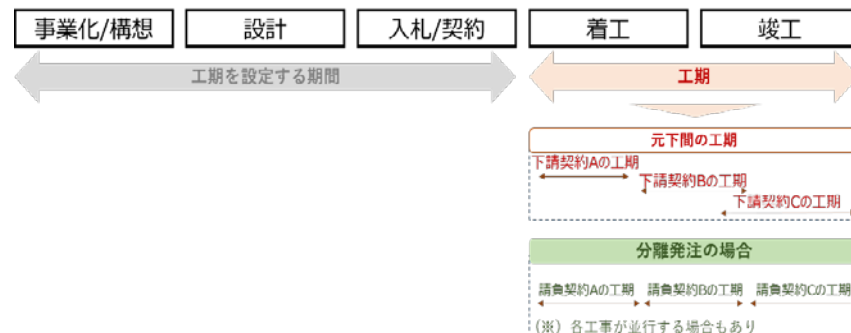 事業化/構想 設計 入札/契約 着工 竣工
工期を設定する期間 工期
元下間の工期
下請契約Aの工期
下請契約Bの工期
下請契約Cの工期
分離発注の場合
請負契約Aの工期 請負契約Bの工期 請負契約Cの工期
(※) 各工事が並行する場合もあり